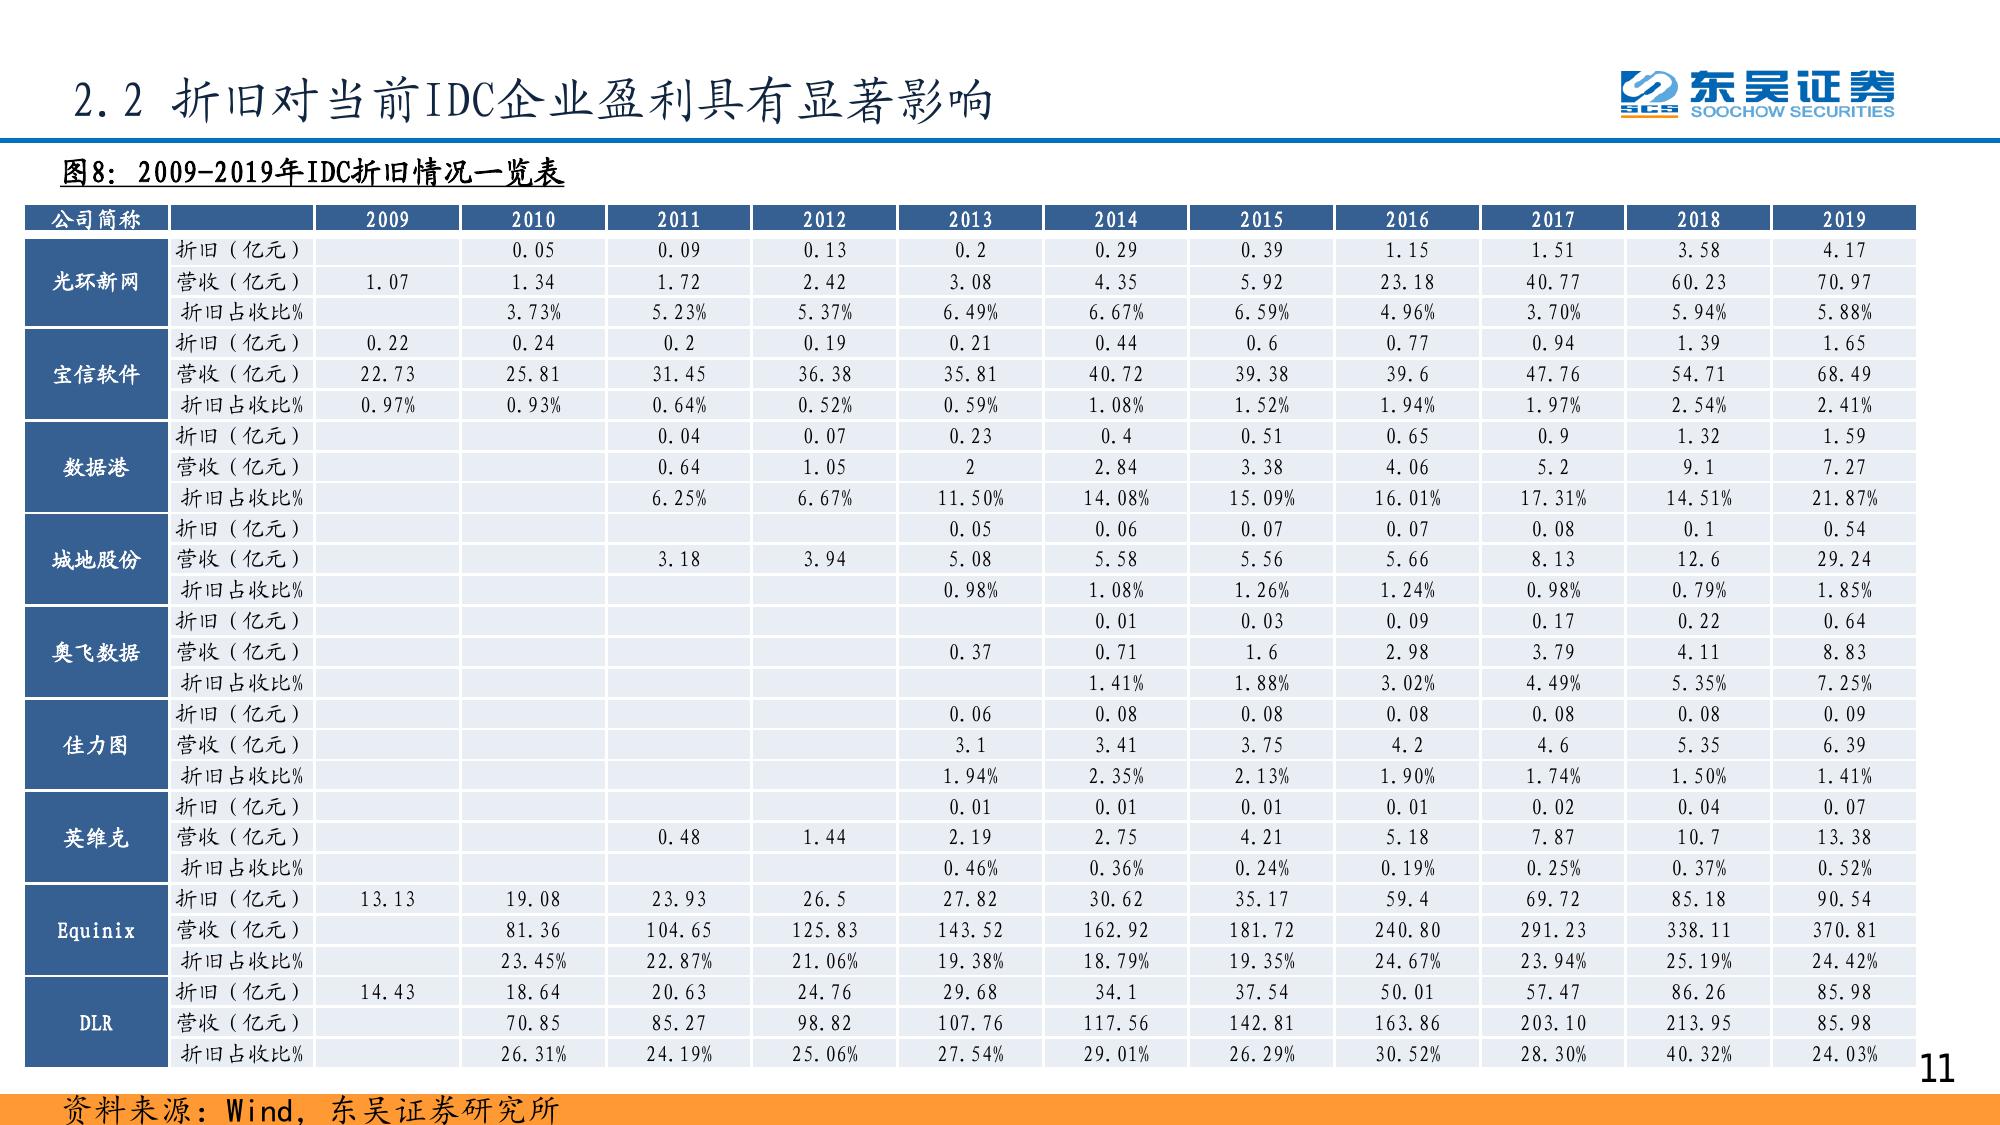 2.2 折旧对当前IDC企业盈利具有显著影响
东吴证券
SCS
SOOCHOW SECURITIES
图8: 2009-2019年IDC折旧情况一览表
公司简称 2009 2010 2011 2012 2013 2014 2015 2016 2017 2018 2019
光环新网
折旧(亿元) 0.05 0.09 0.13 0.2 0.29 0.39 1.15 1.51 3.58 4.17
营收(亿元) 1.07 1.34 1.72 2.42 3.08 4.35 5.92 23.18 40.77 60.23 70.97
折旧占收比% 3.73% 5.23% 5.37% 6.49% 6.67% 6.59% 4.96% 3.70% 5.94% 5.88%
宝信软件
折旧(亿元) 0.22 0.24 0.2 0.19 0.21 0.44 0.6 0.77 0.94 1.39 1.65
营收(亿元) 22.73 25.81 31.45 36.38 35.81 40.72 39.38 39.6 47.76 54.71 68.49
折旧占收比% 0.97% 0.93% 0.64% 0.52% 0.59% 1.08% 1.52% 1.94% 1.97% 2.54% 2.41%
数据港
折旧(亿元) 0.04 0.07 0.23 0.4 0.51 0.65 0.9 1.32 1.59
营收(亿元) 0.64 1.05 2 2.84 3.38 4.06 5.2 9.1 7.27
折旧占收比% 6.25% 6.67% 11.50% 14.08% 15.09% 16.01% 17.31% 14.51% 21.87%
城地股份
折旧(亿元) 0.05 0.06 0.07 0.07 0.08 0.1 0.54
营收(亿元) 3.18 3.94 5.08 5.58 5.56 5.66 8.13 12.6 29.24
折旧占收比% 0.98% 1.08% 1.26% 1.24% 0.98% 0.79% 1.85%
奥飞数据
折旧(亿元) 0.01 0.03 0.09 0.17 0.22 0.64
营收(亿元) 0.37 0.71 1.6 2.98 3.79 4.11 8.83
折旧占收比% 1.41% 1.88% 3.02% 4.49% 5.35% 7.25%
佳力图
折旧(亿元) 0.06 0.08 0.08 0.08 0.08 0.08 0.09
营收(亿元) 3.1 3.41 3.75 4.2 4.6 5.35 6.39
折旧占收比% 1.94% 2.35% 2.13% 1.90% 1.74% 1.50% 1.41%
英维克
折旧(亿元) 0.01 0.01 0.01 0.01 0.02 0.04 0.07
营收(亿元) 0.48 1.44 2.19 2.75 4.21 5.18 7.87 10.7 13.38
折旧占收比% 0.46% 0.36% 0.24% 0.19% 0.25% 0.37% 0.52%
Equinix
折旧(亿元) 13.13 19.08 23.93 26.5 27.82 30.62 35.17 59.4 69.72 85.18 90.54
营收(亿元) 81.36 104.65 125.83 143.52 162.92 181.72 240.80 291.23 338.11 370.81
折旧占收比% 23.45% 22.87% 21.06% 19.38% 18.79% 19.35% 24.67% 23.94% 25.19% 24.42%
DLR
折旧(亿元) 14.43 18.64 20.63 24.76 29.68 34.1 37.54 50.01 57.47 86.26 85.98
营收(亿元) 70.85 85.27 98.82 107.76 117.56 142.81 163.86 203.10 213.95 85.98
折旧占收比% 26.31% 24.19% 25.06% 27.54% 29.01% 26.29% 30.52% 28.30% 40.32% 24.03%
11
资料来源: Wind, 东吴证券研究所